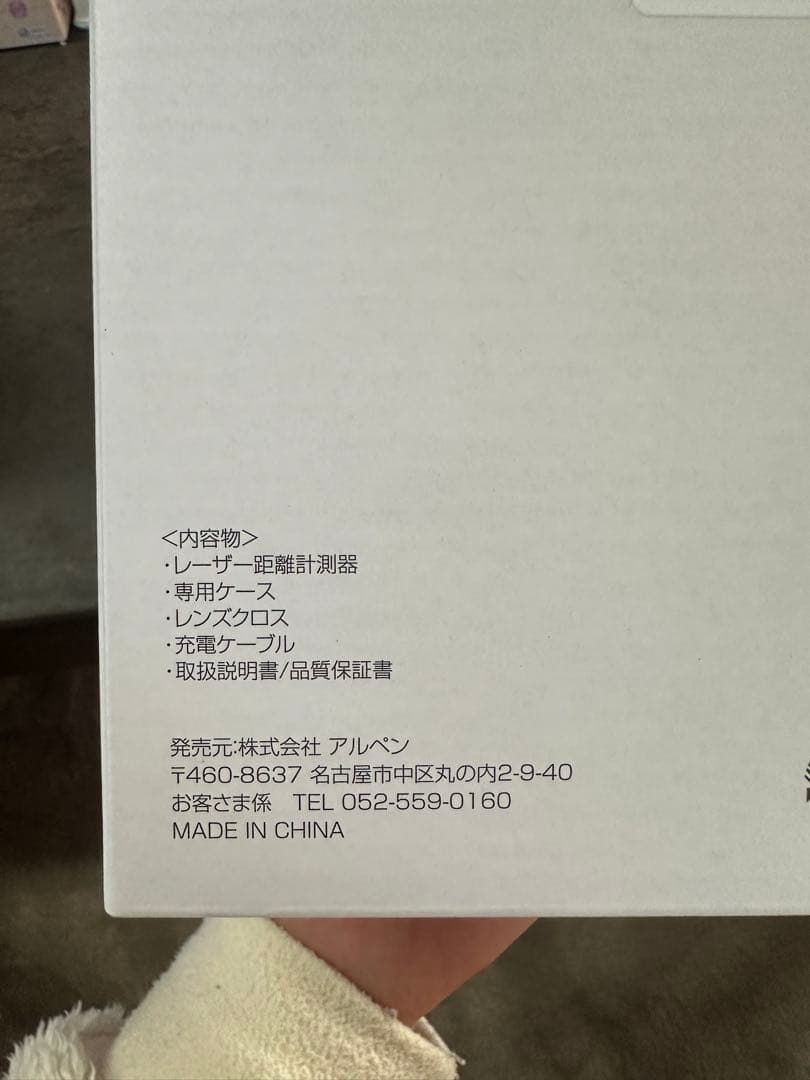 <内容物>
・レーザー距離計測器
・専用ケース
・レンズクロス
・充電ケーブル
・取扱説明書/品質保証書
発売元:株式会社 アルペン
〒460-8637 名古屋市中区丸の内2-9-40
お客さま係 TEL 052-559-0160
MADE IN CHINA